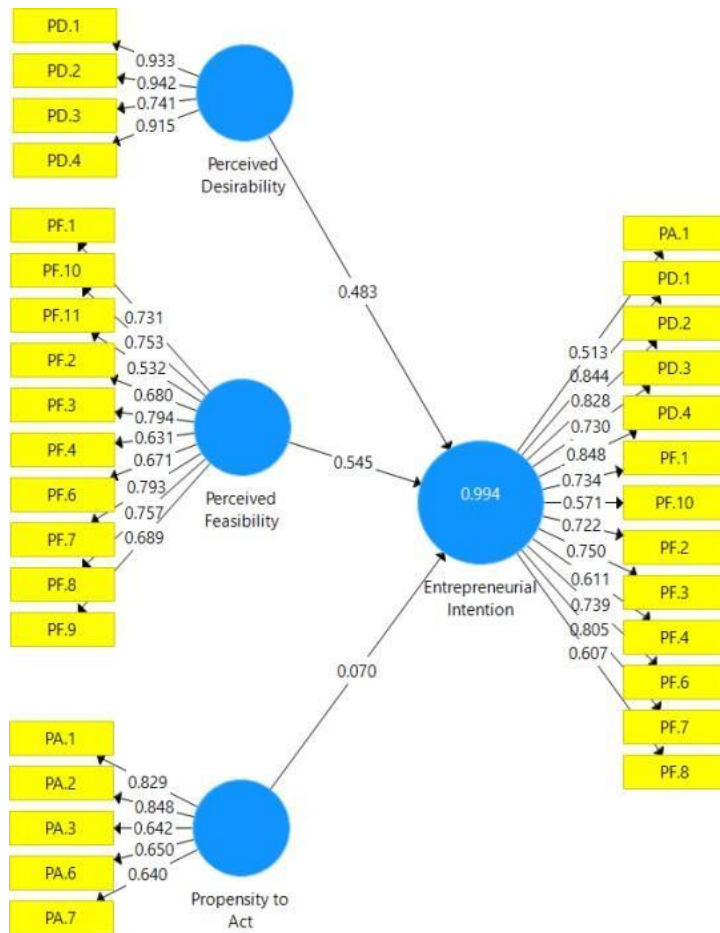 PD.1
PD.2
PD.3
PD.4
0.933
0.942
0.741
0.915
Perceived
Desirability
0.483
PF.1
PF.10
PF.11
PF.2
PF.3
PF.4
PF.6
PF.7
PF.8
PF.9
0.731
0.753
0.532
0.680
0.794
0.631
0.671
0.793
0.757
0.689
Perceived
Feasibility
0.545
PA.1
PA.2
PA.3
PA.6
PA.7
0.829
0.848
0.642
0.650
0.640
Propensity to
Act
0.070
0.994
Entrepreneurial
Intention
0.513
0.844
0.828
0.730
0.848
0.734
0.571
0.722
0.750
0.611
0.739
0.805
0.607
PA.1
PD.1
PD.2
PD.3
PD.4
PF.1
PF.10
PF.2
PF.3
PF.4
PF.6
PF.7
PF.8